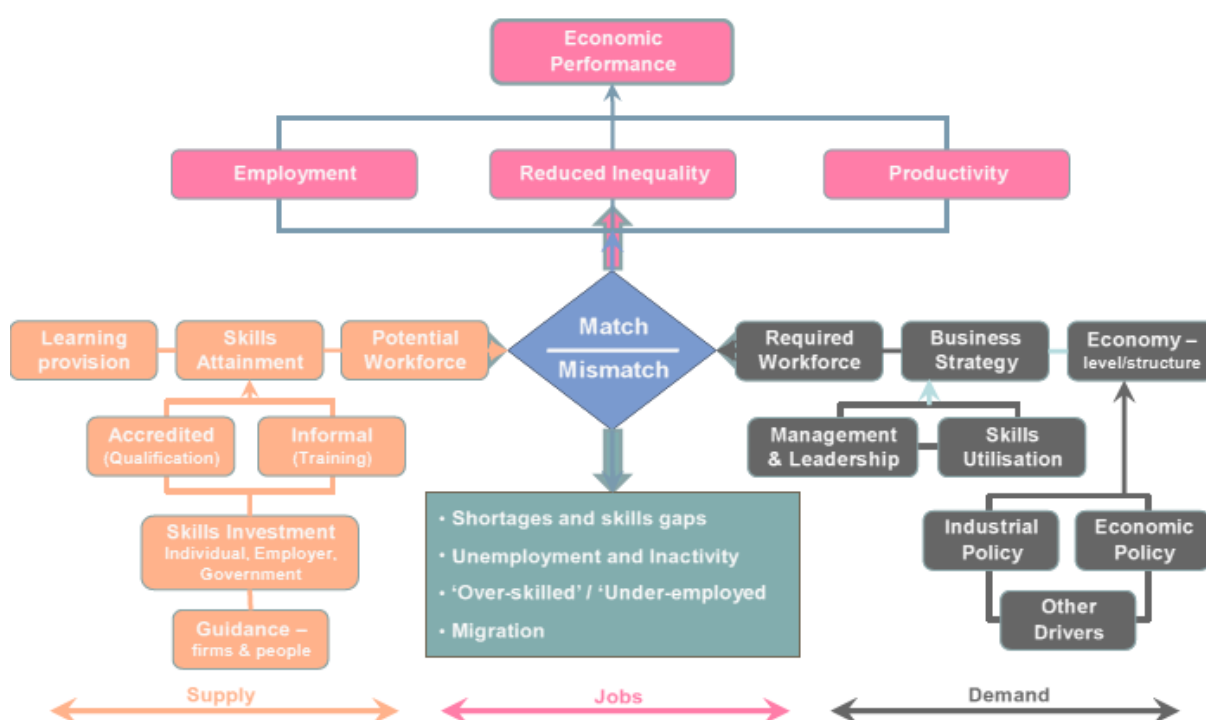 Economic
Performance
Employment
Reduced Inequality
Productivity
Learning
provision
Skills
Attainment
Potential
Workforce
Match
Mismatch
Required
Workforce
Business
Strategy
Economy –
level/structure
Accredited
(Qualification)
Informal
(Training)
Management
& Leadership
Skills
Utilisation
Skills Investment
Individual, Employer,
Government
Guidance –
firms & people
• Shortages and skills gaps
• Unemployment and Inactivity
• ‘Over-skilled’ / ‘Under-employed
• Migration
Industrial
Policy
Economic
Policy
Other
Drivers
Supply
Jobs
Demand